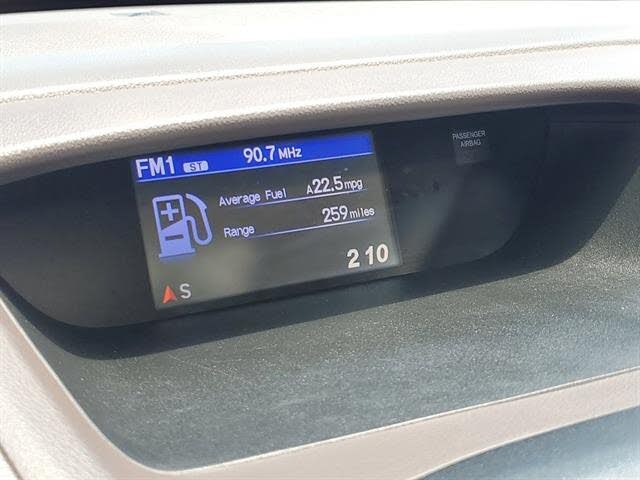 FM1 ST 90.7 MHz
Average Fuel A22.5 mpg
Range 259 miles
2 10
S
PASSENGER
AIRBAG